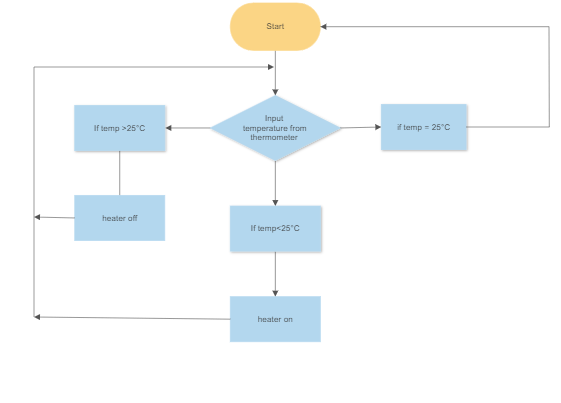 Start
Input
temperature from
thermometer
If temp >25°C
if temp = 25°C
heater off
If temp<25°C
heater on